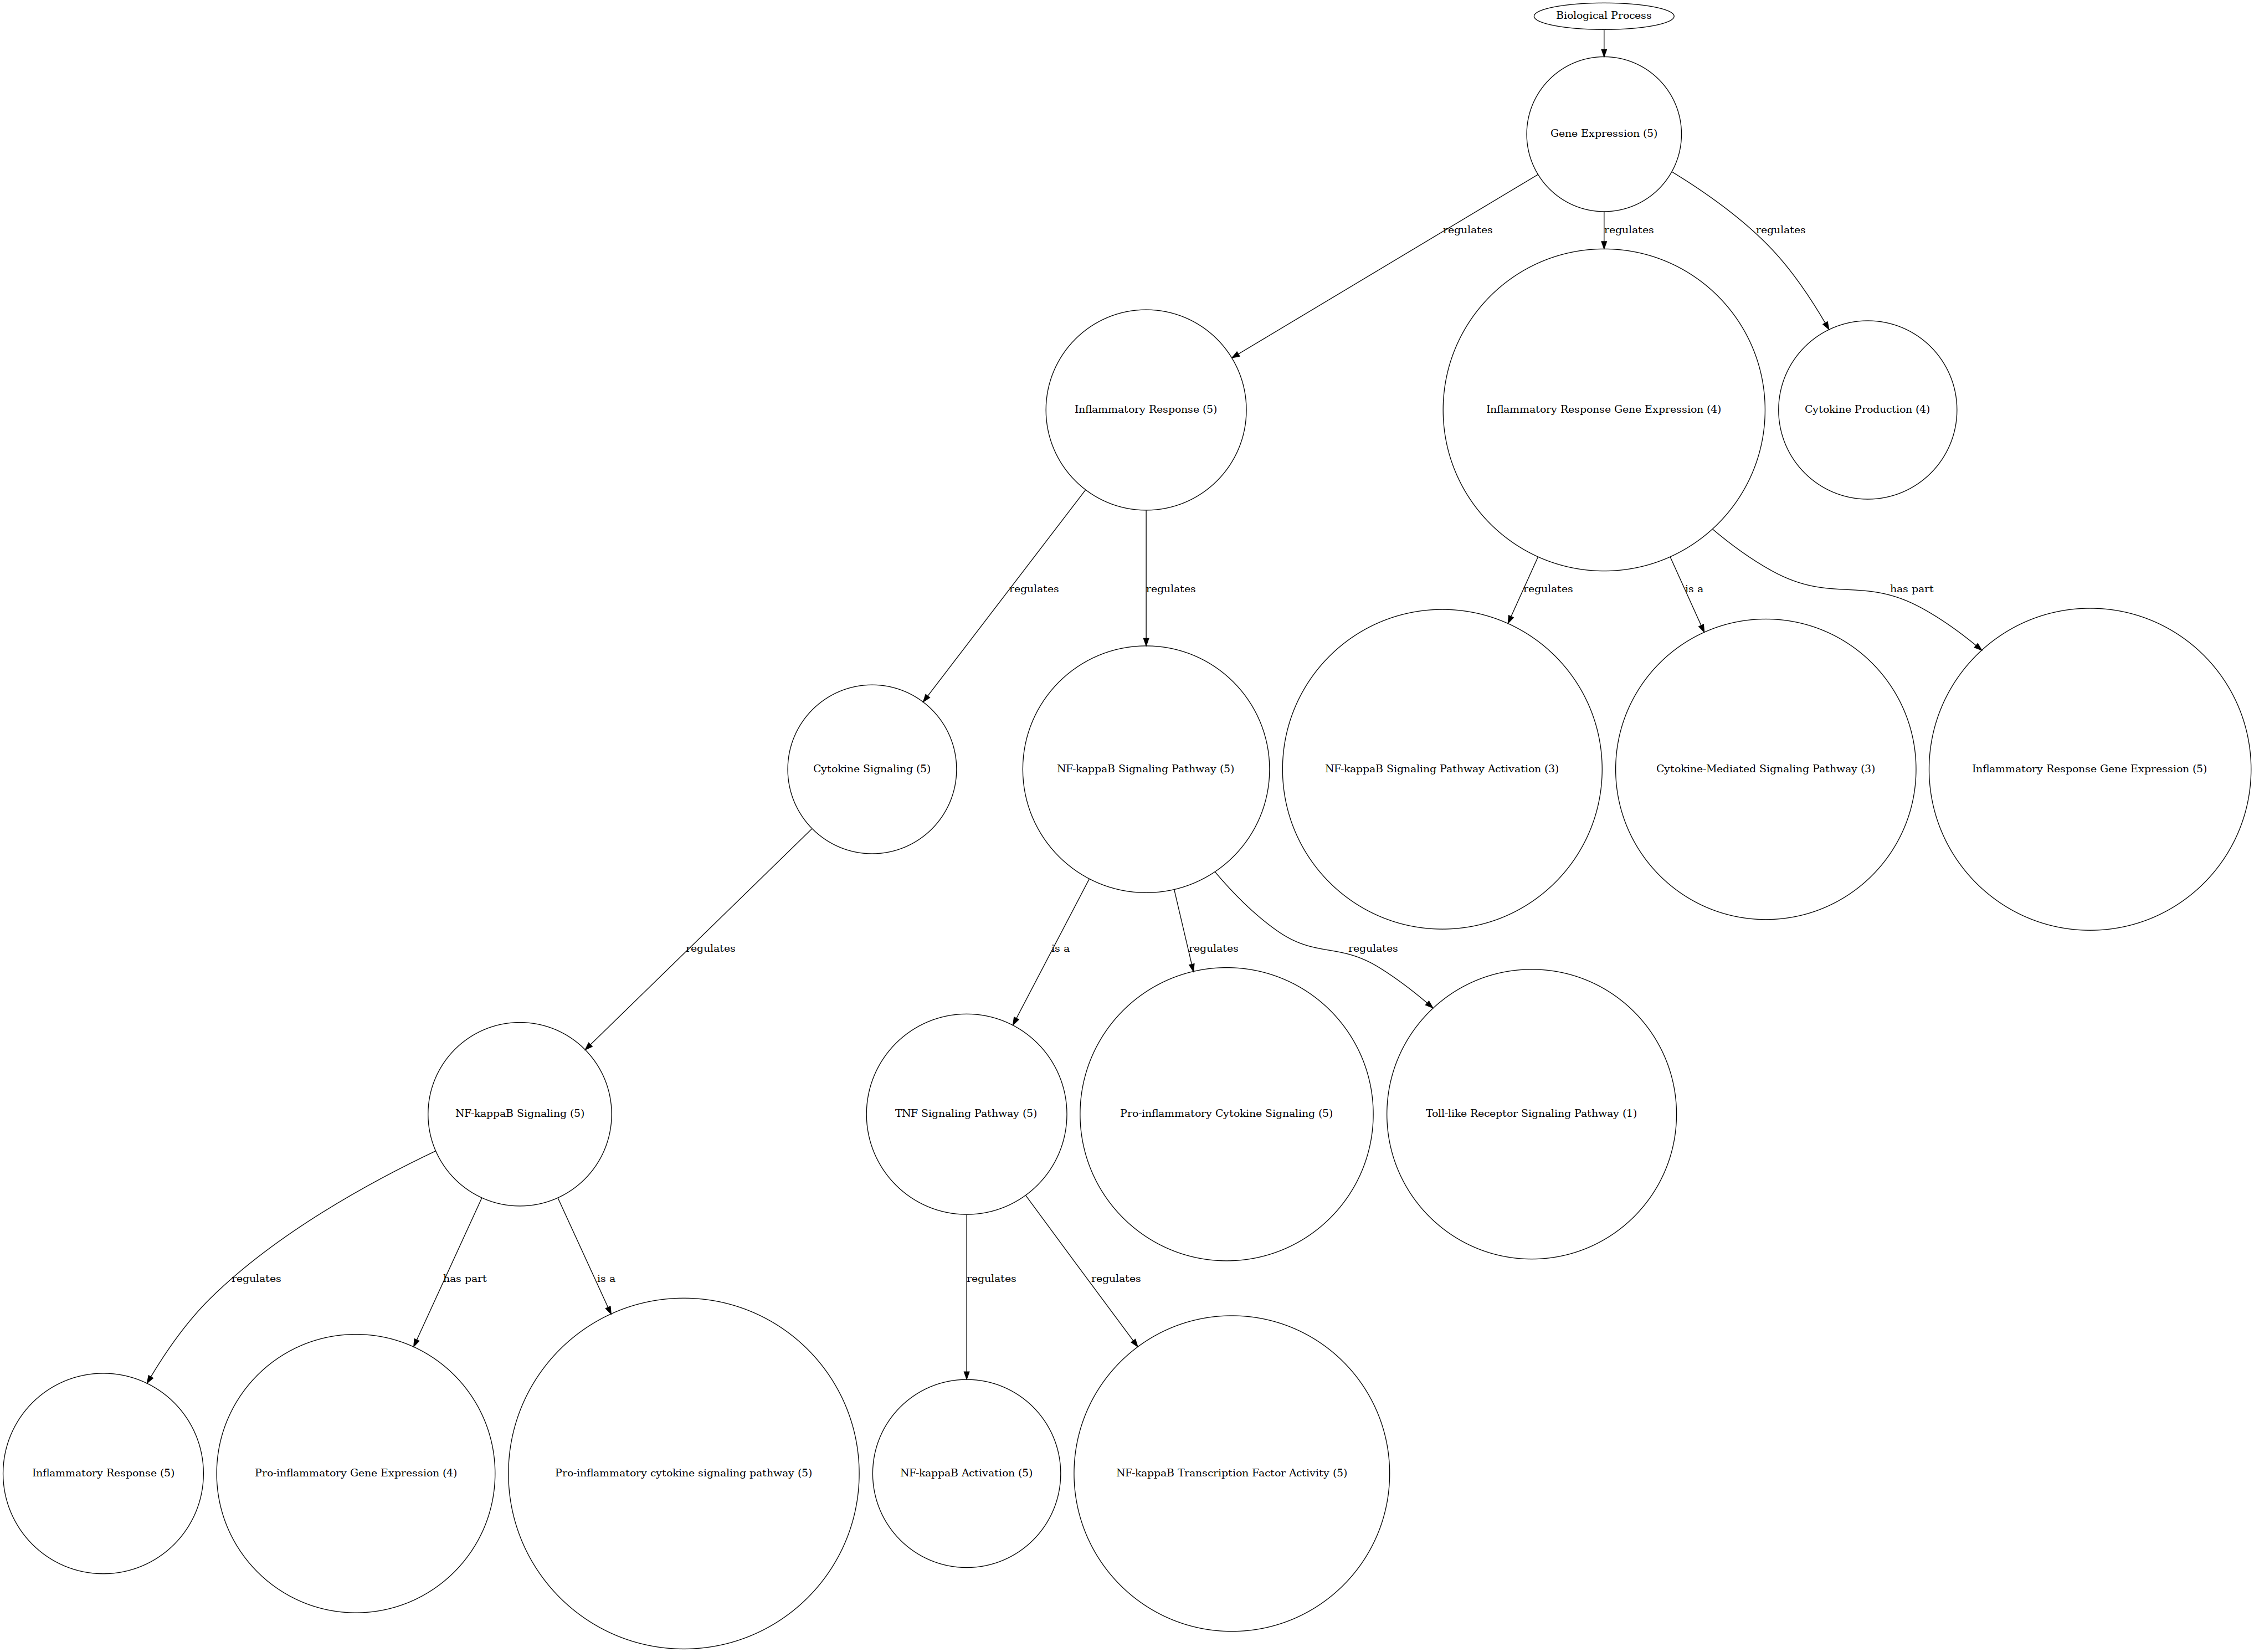 Biological Process
Gene Expression (5)
regulates
regulates
regulates
Inflammatory Response (5)
Inflammatory Response Gene Expression (4)
Cytokine Production (4)
regulates
regulates
regulates
is a
has part
Cytokine Signaling (5)
NF-kappaB Signaling Pathway (5)
NF-kappaB Signaling Pathway Activation (3)
Cytokine-Mediated Signaling Pathway (3)
Inflammatory Response Gene Expression (5)
regulates
is a
regulates
regulates
NF-kappaB Signaling (5)
TNF Signaling Pathway (5)
Pro-inflammatory Cytokine Signaling (5)
Toll-like Receptor Signaling Pathway (1)
regulates
has part
is a
regulates
regulates
Inflammatory Response (5)
Pro-inflammatory Gene Expression (4)
Pro-inflammatory cytokine signaling pathway (5)
NF-kappaB Activation (5)
NF-kappaB Transcription Factor Activity (5)